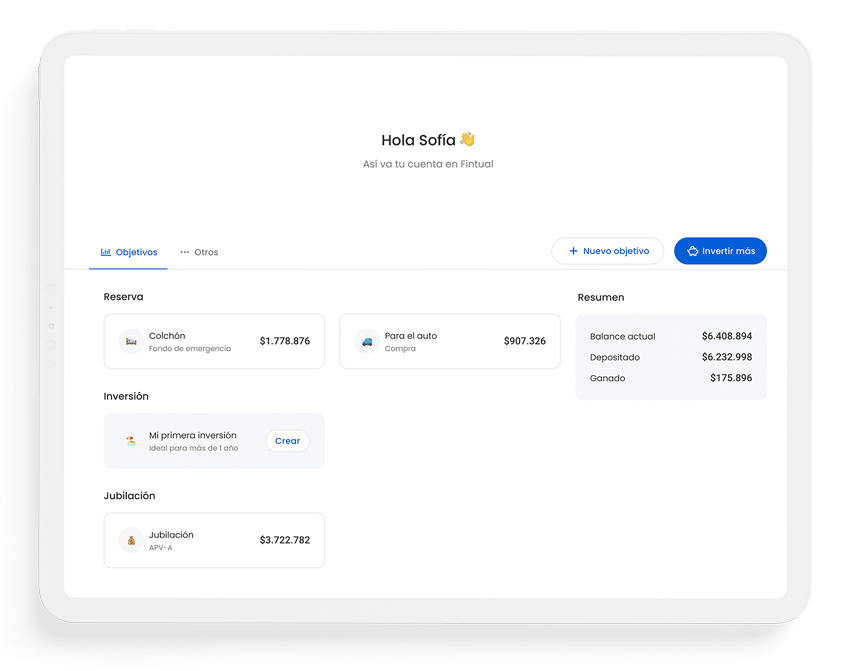 Hola Sofía 👋
Así va tu cuenta en Fintual
Objetivos
Otros
Nuevo objetivo
Invertir más
Reserva
Colchón
Fondo de emergencia
$1.778.876
Para el auto
Compra
$907.326
Resumen
Balance actual $6.408.894
Depositado $6.232.998
Ganado $175.896
Inversión
Mi primera inversión
Ideal para más de 1 año
Crear
Jubilación
Jubilación
APV-A
$3.722.782